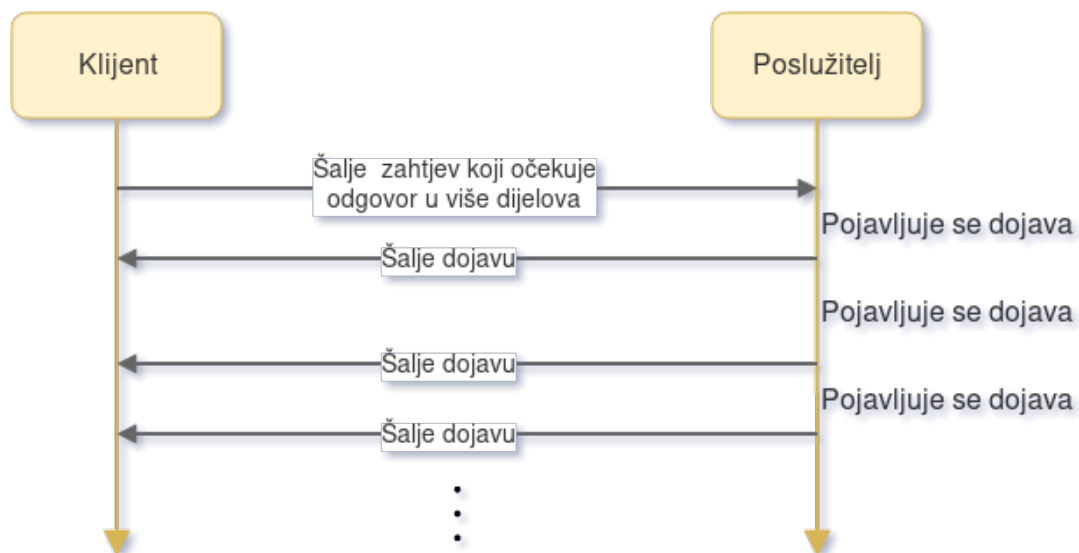 Klijent
Poslužitelj
Šalje zahtjev koji očekuje
odgovor u više dijelova
Pojavljuje se dojava
Šalje dojavu
Pojavljuje se dojava
Šalje dojavu
Pojavljuje se dojava
Šalje dojavu